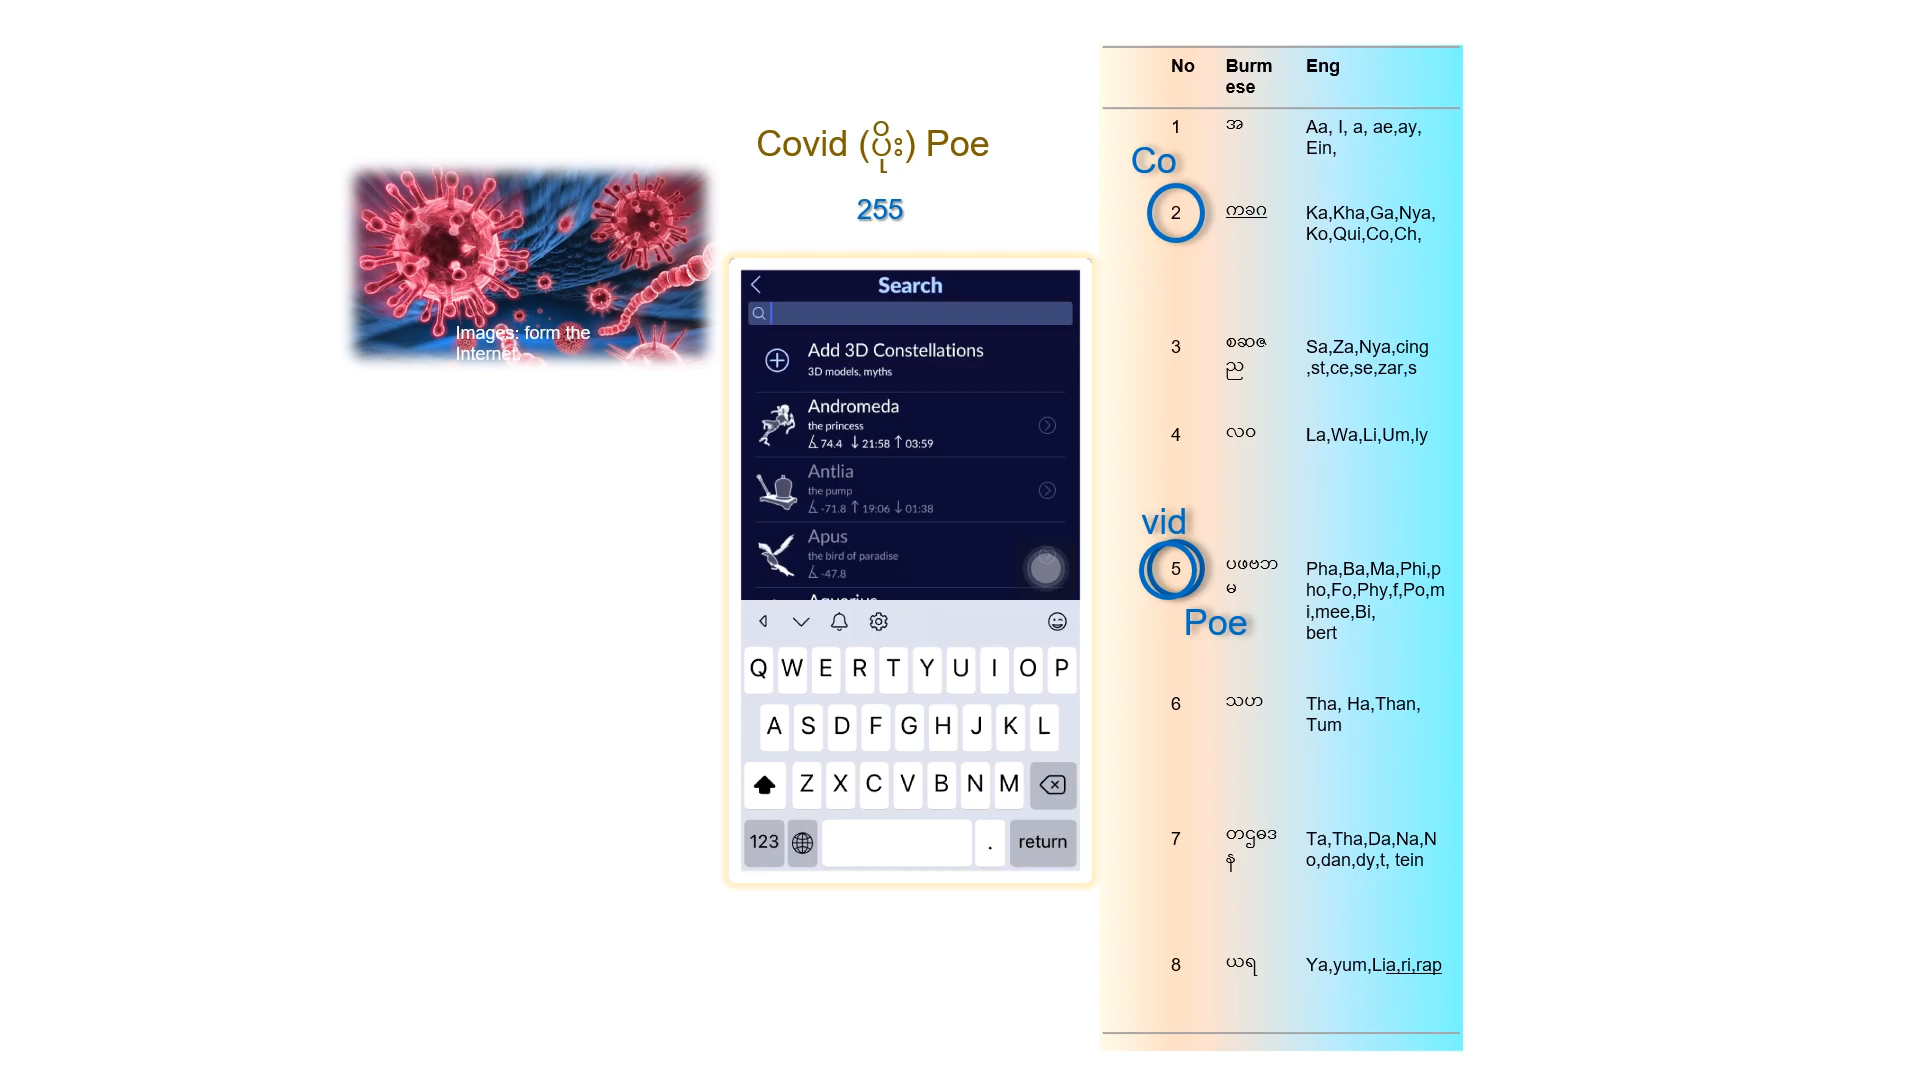 Covid (ပိုး) Poe
255
Images: form the
Internet.
Search
Add 3D Constellations
3D models, myths
Andromeda
the princess
74.4 ↓ 21:58 ↑ 03:59
Antlia
the pump
-71.8 ↑ 19:06 ↓ 01:38
Apus
the bird of paradise
-47.8
Aquarius
Q W E R T Y U I O P
A S D F G H J K L
Z X C V B N M
123 . return
No Burm Eng
ese
1 အ Aa, I, a, ae,ay,
Ein,
Co
2 ကခဂ Ka,Kha,Ga,Nya,
Ko,Qui,Co,Ch,
3 စဆဇ Sa,Za,Nya,cing
ည ,st,ce,se,zar,s
4 လဝ La,Wa,Li,Um,ly
vid
5 ပဖဗဘ Pha,Ba,Ma,Phi,p
မ ho,Fo,Phy,f,Po,m
i,mee,Bi,
Poe bert
6 သဟ Tha, Ha,Than,
Tum
7 တဌဓဒ Ta,Tha,Da,Na,N
န o,dan,dy,t, tein
8 ယရ Ya,yum,Lia,ri,rap